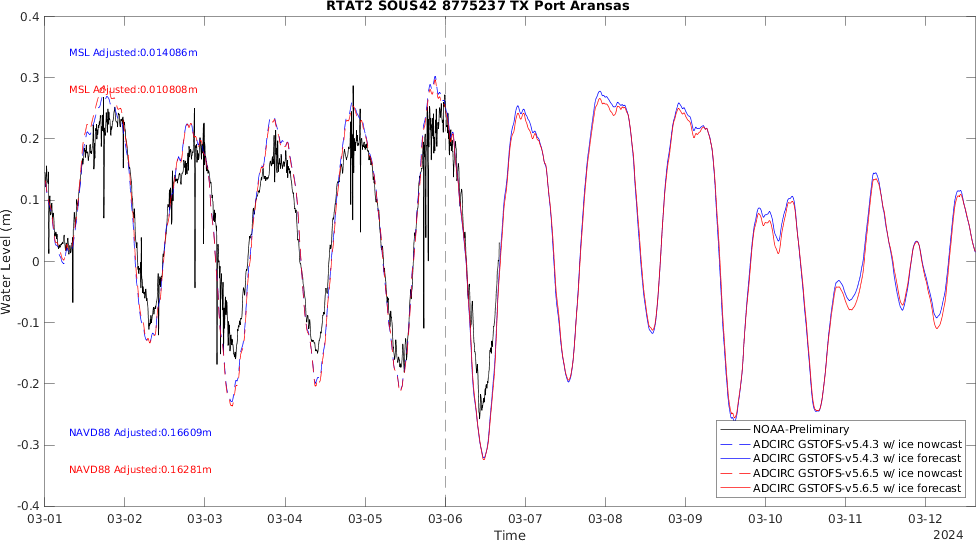 RTAT2 SOUS42 8775237 TX Port Aransas
0.4
0.3
0.2
0.1
0
-0.1
-0.2
-0.3
-0.4
Water Level (m)
MSL Adjusted:0.014086m
MSL Adjusted:0.010808m
NAVD88 Adjusted:0.16609m
NAVD88 Adjusted:0.16281m
NOAA-Preliminary
ADCIRC GSTOFS-v5.4.3 w/ ice nowcast
ADCIRC GSTOFS-v5.4.3 w/ ice forecast
ADCIRC GSTOFS-v5.6.5 w/ ice nowcast
ADCIRC GSTOFS-v5.6.5 w/ ice forecast
03-01 03-02 03-03 03-04 03-05 03-06 03-07 03-08 03-09 03-10 03-11 03-12
Time
2024